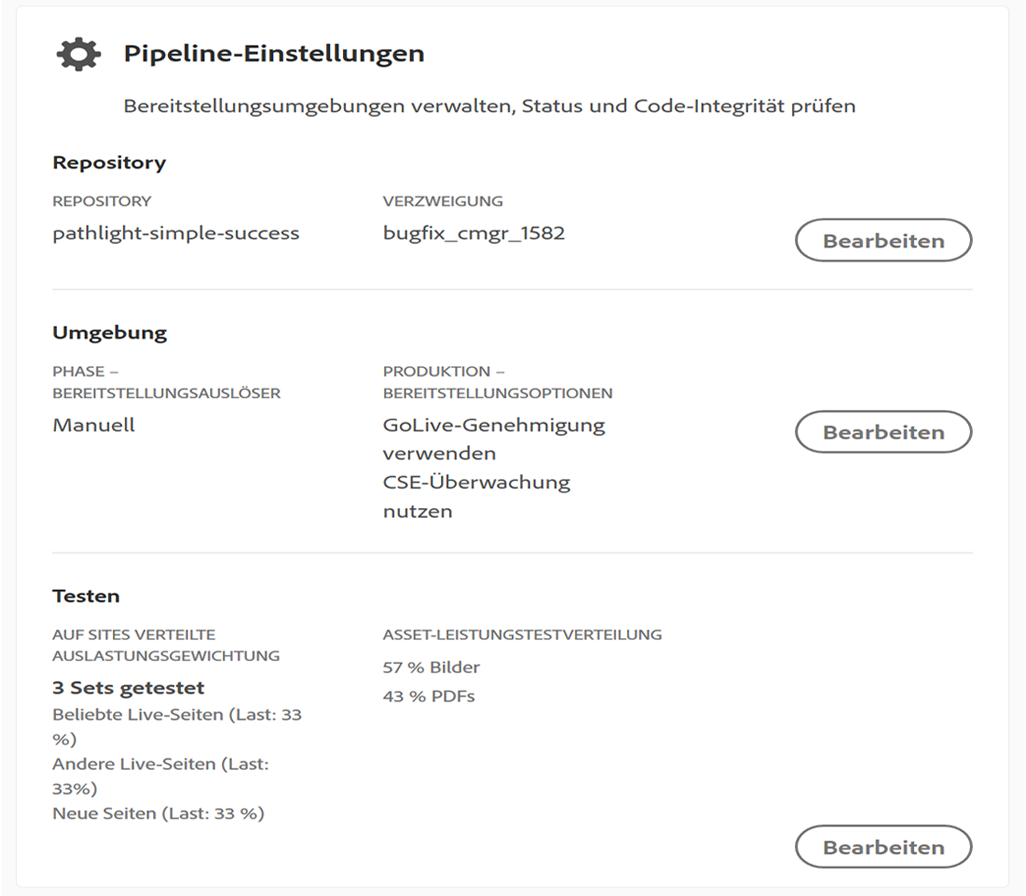 Pipeline-Einstellungen
Bereitstellungsumgebungen verwalten, Status und Code-Integrität prüfen
Repository
REPOSITORY
pathlight-simple-success
VERZWEIGUNG
bugfix_cmgr_1582
Bearbeiten
Umgebung
PHASE –
BEREITSTELLUNGSAUSLÖSER
Manuell
PRODUKTION –
BEREITSTELLUNGSOPTIONEN
GoLive-Genehmigung
verwenden
CSE-Überwachung
nutzen
Bearbeiten
Testen
AUF SITES VERTEILTE
AUSLASTUNGSGEWICHTUNG
3 Sets getestet
Beliebte Live-Seiten (Last: 33
%)
Andere Live-Seiten (Last:
33%)
Neue Seiten (Last: 33 %)
ASSET-LEISTUNGSTESTVERTEILUNG
57 % Bilder
43 % PDFs
Bearbeiten